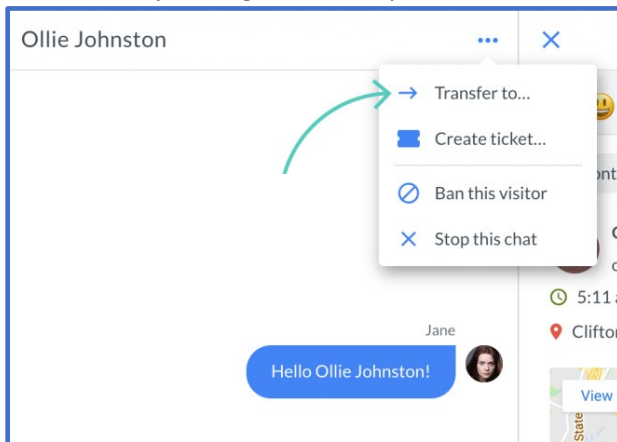 Ollie Johnston
Transfer to...
Create ticket...
Ban this visitor
Stop this chat
5:11
Jane
Hello Ollie Johnston!
View
State